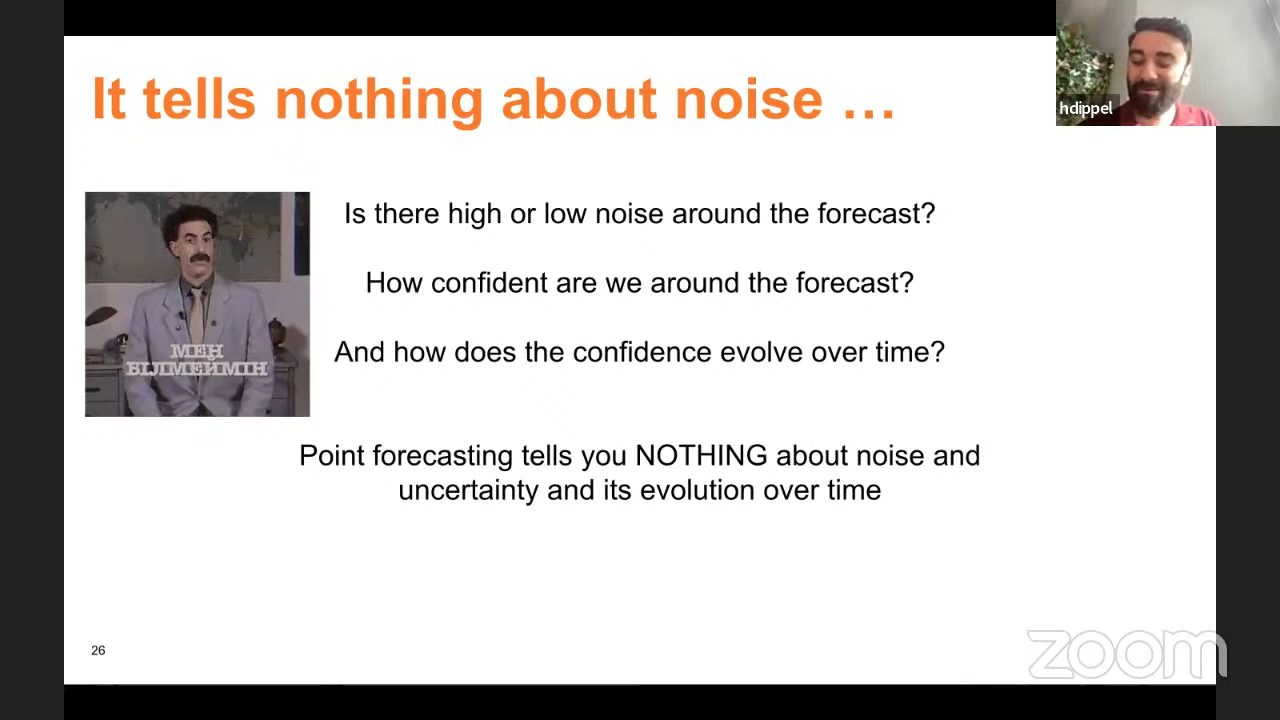 It tells nothing about noise …
hdippel
Is there high or low noise around the forecast?
How confident are we around the forecast?
And how does the confidence evolve over time?
МЕН
БІЛМЕЙМІН
Point forecasting tells you NOTHING about noise and
uncertainty and its evolution over time
26
zoom